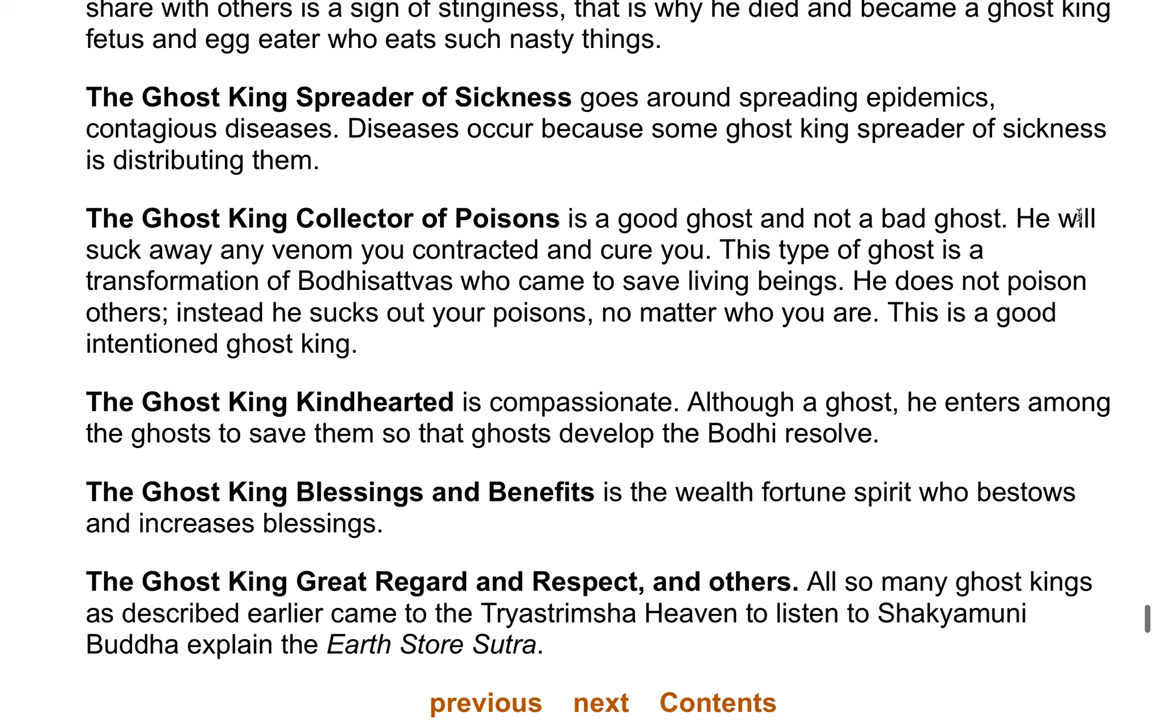 share with others is a sign of stinginess, that is why he died and became a ghost king
fetus and egg eater who eats such nasty things.
The Ghost King Spreader of Sickness goes around spreading epidemics,
contagious diseases. Diseases occur because some ghost king spreader of sickness
is distributing them.
The Ghost King Collector of Poisons is a good ghost and not a bad ghost. He will
suck away any venom you contracted and cure you. This type of ghost is a
transformation of Bodhisattvas who came to save living beings. He does not poison
others; instead he sucks out your poisons, no matter who you are. This is a good
intentioned ghost king.
The Ghost King Kindhearted is compassionate. Although a ghost, he enters among
the ghosts to save them so that ghosts develop the Bodhi resolve.
The Ghost King Blessings and Benefits is the wealth fortune spirit who bestows
and increases blessings.
The Ghost King Great Regard and Respect, and others. All so many ghost kings
as described earlier came to the Tryastrimsha Heaven to listen to Shakyamuni
Buddha explain the Earth Store Sutra.
previous next Contents